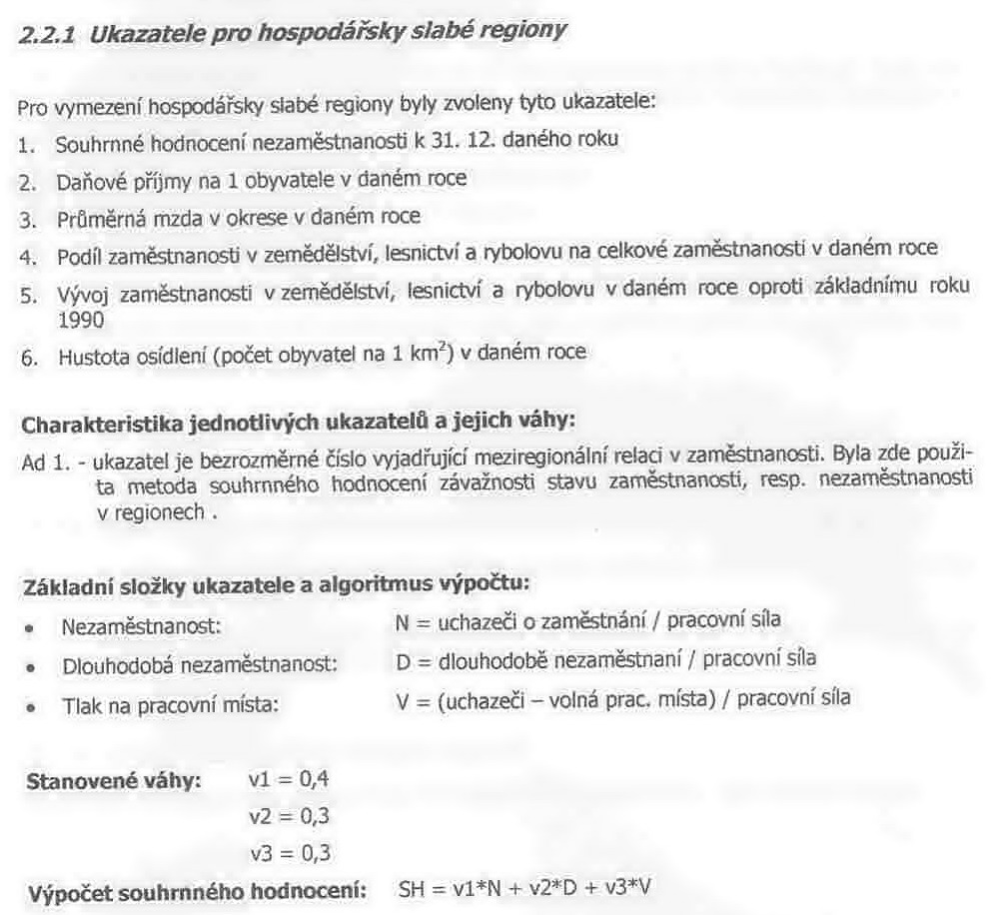 2.2.1 Ukazatele pro hospodářsky slabé regiony
Pro vymezení hospodářsky slabé regiony byly zvoleny tyto ukazatele:
1. Souhrnné hodnocení nezaměstnanosti k 31. 12. daného roku
2. Daňové příjmy na 1 obyvatele v daném roce
3. Průměrná mzda v okrese v daném roce
4. Podíl zaměstnanosti v zemědělství, lesnictví a rybolovu na celkové zaměstnanosti v daném roce
5. Vývoj zaměstnanosti v zemědělství, lesnictví a rybolovu v daném roce oproti základnímu roku
1990
6. Hustota osídlení (počet obyvatel na 1 km²) v daném roce
Charakteristika jednotlivých ukazatelů a jejich váhy:
Ad 1. - ukazatel je bezrozměrné číslo vyjadřující meziregionální relaci v zaměstnanosti. Byla zde použi-
ta metoda souhrnného hodnocení závažnosti stavu zaměstnanosti, resp. nezaměstnanosti
v regionech .
Základní složky ukazatele a algoritmus výpočtu:
• Nezaměstnanost: N = uchazeči o zaměstnání / pracovní síla
• Dlouhodobá nezaměstnanost: D = dlouhodobě nezaměstnaní / pracovní síla
• Tlak na pracovní místa: V = (uchazeči – volná prac. místa) / pracovní síla
Stanovené váhy: v1 = 0,4
v2 = 0,3
v3 = 0,3
Výpočet souhrnného hodnocení: SH = v1*N + v2*D + v3*V